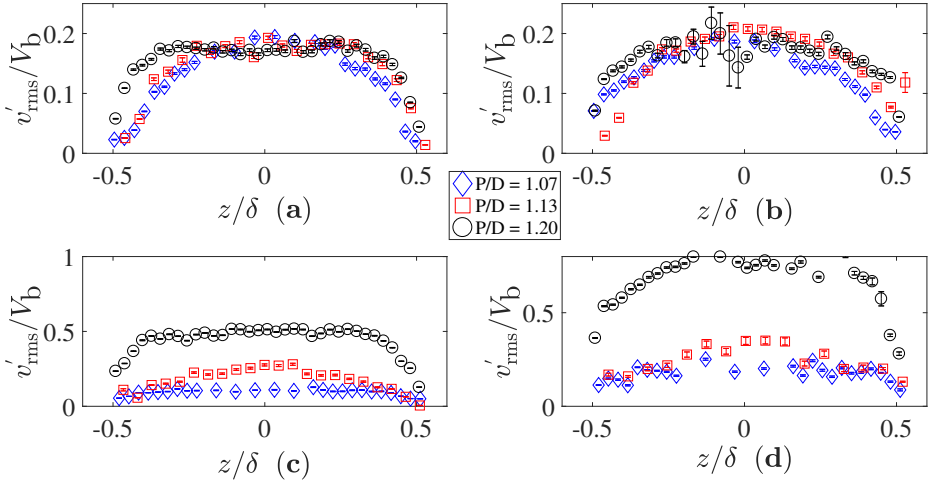 0.2
0.1
0
v'rms/Vb
-0.5 0 0.5
z/δ (a)
0.2
0.1
0
v'rms/Vb
-0.5 0 0.5
z/δ (b)
P/D = 1.07
P/D = 1.13
P/D = 1.20
1
0.5
0
v'rms/Vb
-0.5 0 0.5
z/δ (c)
0.5
0
v'rms/Vb
-0.5 0 0.5
z/δ (d)